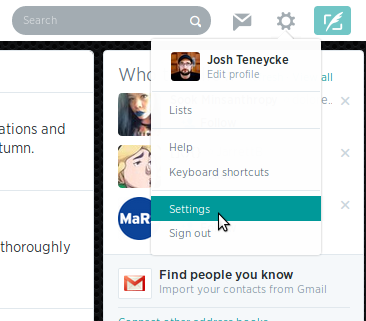 Search
Josh Teneycke
Edit profile
Lists
Help
Keyboard shortcuts
Settings
Sign out
Who
all
e..
ations and
tumn.
thoroughly
MaR
Find people you know
Import your contacts from Gmail
Connect other address books